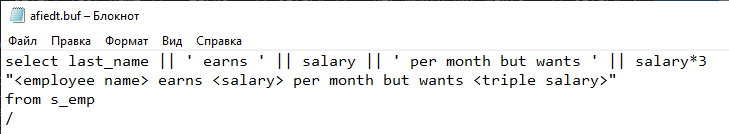 afiedt.buf – Блокнот
Файл Правка Формат Вид Справка
select last_name || ' earns ' || salary || ' per month but wants ' || salary*3
"<employee name> earns <salary> per month but wants <triple salary>"
from s_emp
/